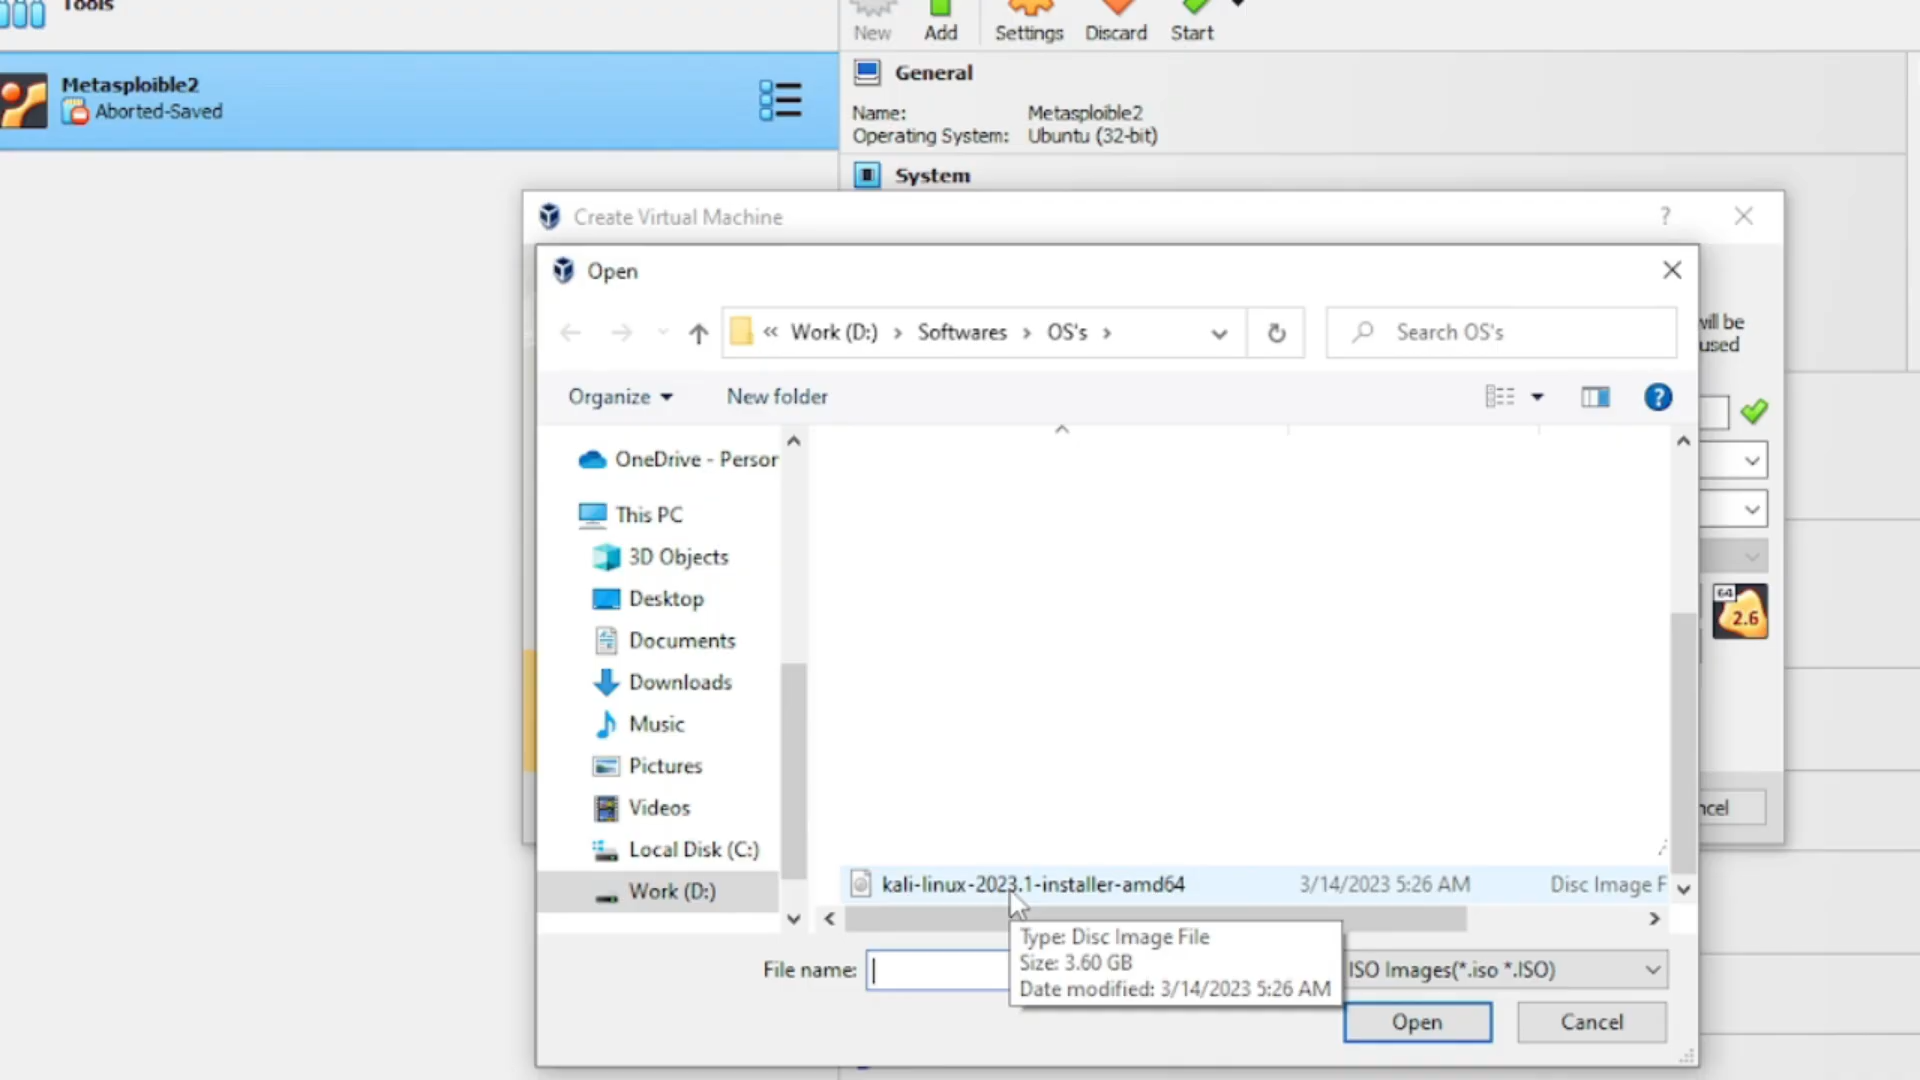 Tools
New Add Settings Discard Start
Metasploible2
Aborted-Saved
General
Name: Metasploible2
Operating System: Ubuntu (32-bit)
System
Create Virtual Machine ?
Open
« Work (D:) › Softwares › OS's ›
Search OS's
will be
used
Organize New folder ?
OneDrive - Persor
This PC
3D Objects
Desktop
64
2.6
Documents
Downloads
Music
Pictures
Videos
Local Disk (C:)
ncel
Work (D:)
kali-linux-2023.1-installer-amd64 3/14/2023 5:26 AM Disc Image F
Type: Disc Image File
Size: 3.60 GB
Date modified: 3/14/2023 5:26 AM
File name:
ISO Images(*.iso *.ISO)
Open Cancel